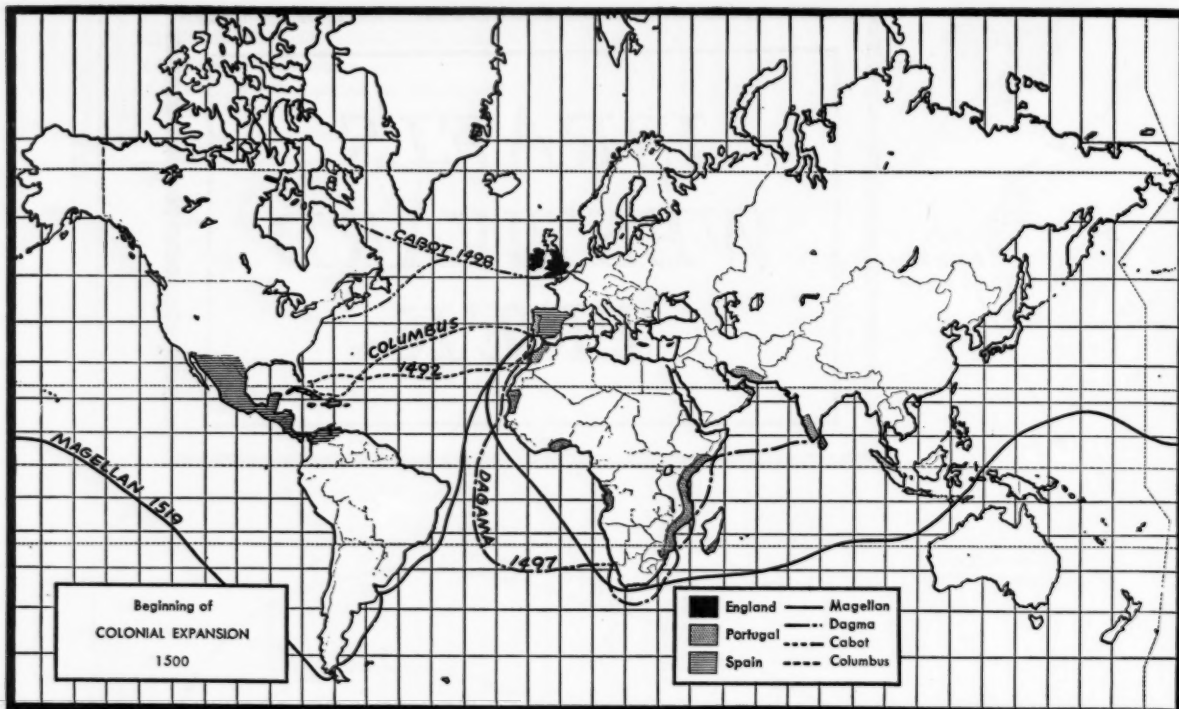 CABOT 1498
COLUMBUS
1492
MAGELLAN 1519
DAGAMA
1497
Beginning of
COLONIAL EXPANSION
1500
England
Portugal
Spain
Magellan
Dagma
Cabot
Columbus